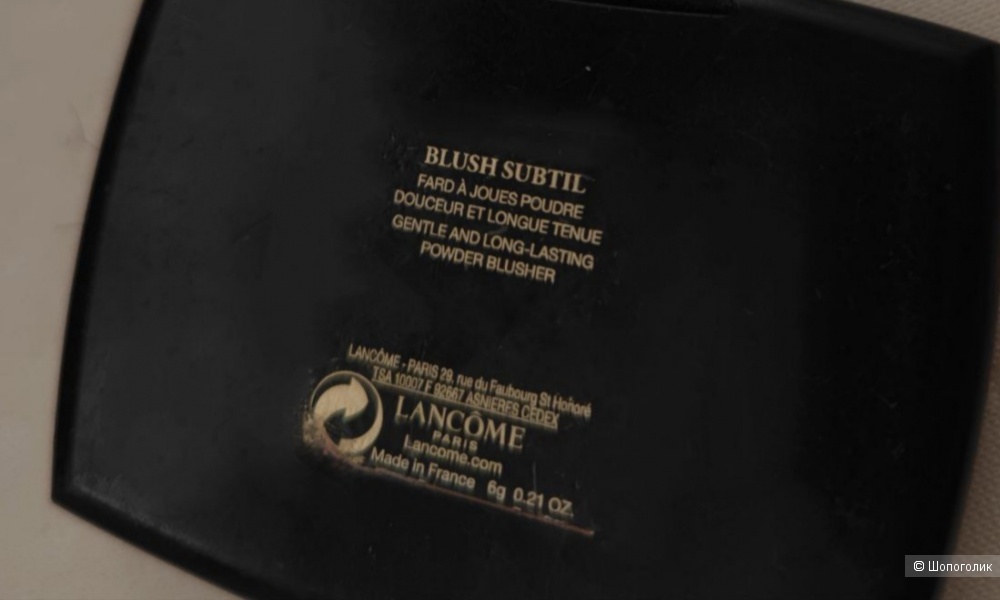 BLUSH SUBTIL
FARD À JOUES POUDRE
DOUCEUR ET LONGUE TENUE
GENTLE AND LONG-LASTING
POWDER BLUSHER
LANCÔME - PARIS 29, rue du Faubourg St Honoré
TSA 10007 F 92667 ASNIERES CEDEX
LANCÔME
PARIS
Lancome.com
Made in France 6g 0.21 OZ.
© Шопоголик